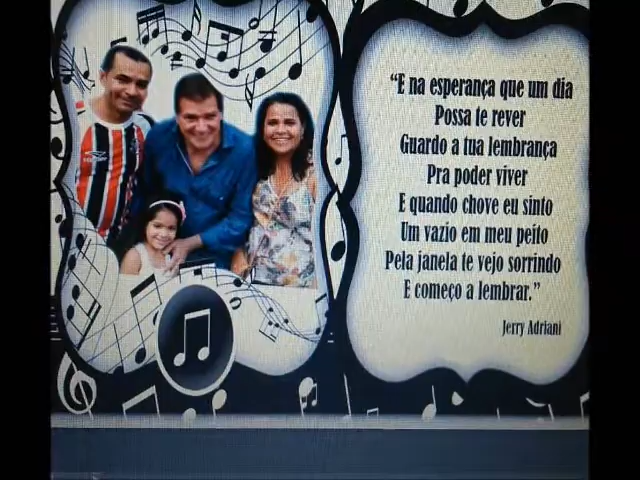 “E na esperança que um dia
Possa te rever
Guardo a tua lembrança
Pra poder viver
E quando chove eu sinto
Um vazio em meu peito
Pela janela te vejo sorrindo
E começo a lembrar.”
Jerry Adriani